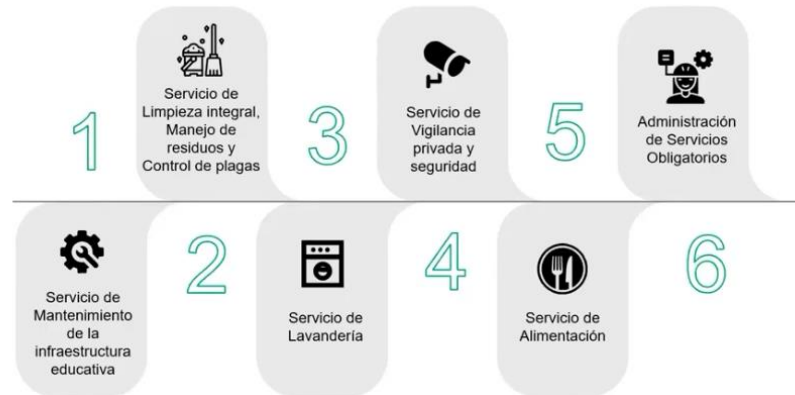 1
Servicio de
Mantenimiento
de la
infraestructura
educativa
2
Servicio de
Limpieza integral,
Manejo de
residuos y
Control de plagas
3
Servicio de
Lavandería
4
Servicio de
Vigilancia
privada y
seguridad
5
Servicio de
Alimentación
6
Administración
de Servicios
Obligatorios